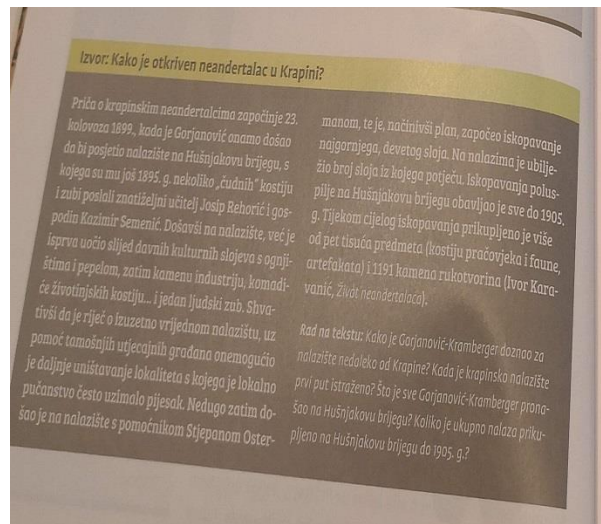 Izvor: Kako je otkriven neandertalac u Krapini?
Priča o krapinskim neandertalcima započinje 23.
kolovoza 1899., kada je Gorjanović onamo došao
da bi posjetio nalazište na Hušnjakovu brijegu, s
kojega su mu još 1895. g. nekoliko „čudnih“ kostiju
i zubi poslali znatiželjni učitelj Josip Rehorić i gos-
podin Kazimir Semenić. Došavši na nalazište, već je
isprva uočio slijed davnih kulturnih slojeva s ognji-
štima i pepelom, zatim kamenu industriju, komadi-
će životinjskih kostiju... i jedan ljudski zub. Shva-
tivši da je riječ o izuzetno vrijednom nalazištu, uz
pomoć tamošnjih utjecajnih građana onemogućio
je daljnje uništavanje lokaliteta s kojega je lokalno
pučanstvo često uzimalo pijesak. Nedugo zatim do-
šao je na nalazište s pomoćnikom Stjepanom Oster-
manom, te je, načinivši plan, započeo iskopavanje
najgornjega, devetog sloja. Na nalazima je ubilje-
žio broj sloja iz kojega potječu. Iskopavanja polus-
pilje na Hušnjakovu brijegu obavljao je sve do 1905.
g. Tijekom cijelog iskopavanja prikupljeno je više
od pet tisuća predmeta (kostiju pračovjeka i faune,
artefakata) i 1191 kamena rukotvorina (Ivor Kara-
vanić, Život neandertalaca).
Rad na tekstu: Kako je Gorjanović-Kramberger doznao za
nalazište nedaleko od Krapine? Kada je krapinsko nalazište
prvi put istraženo? Što je sve Gorjanović-Kramberger prona-
šao na Hušnjakovu brijegu? Koliko je ukupno nalaza priku-
pljeno na Hušnjakovu brijegu do 1905. g.?